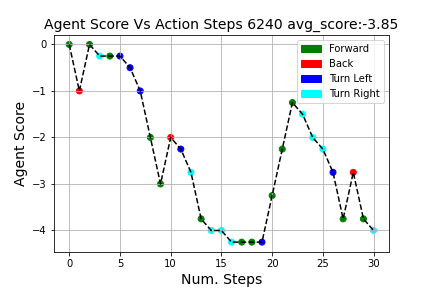 Agent Score Vs Action Steps 6240 avg_score:-3.85
0
−1
−2
−3
−4
Agent Score
Forward
Back
Turn Left
Turn Right
0 5 10 15 20 25 30
Num. Steps